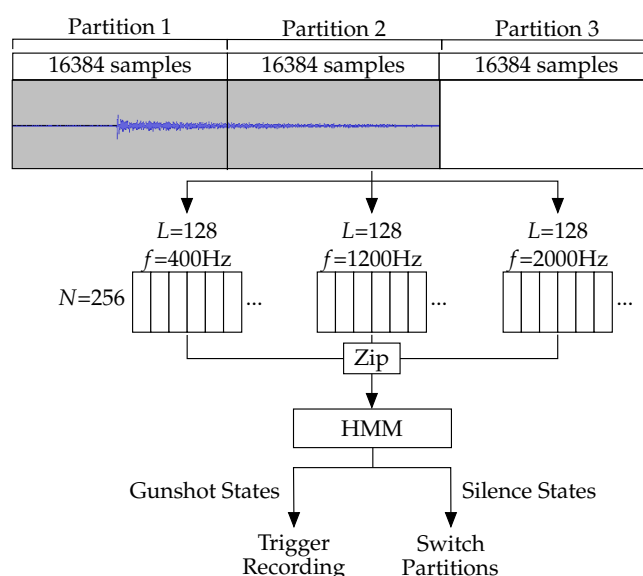 Partition 1 Partition 2 Partition 3
16384 samples 16384 samples 16384 samples
L=128 L=128 L=128
f=400Hz f=1200Hz f=2000Hz
N=256 ... ... ...
Zip
HMM
Gunshot States Silence States
Trigger Switch
Recording Partitions